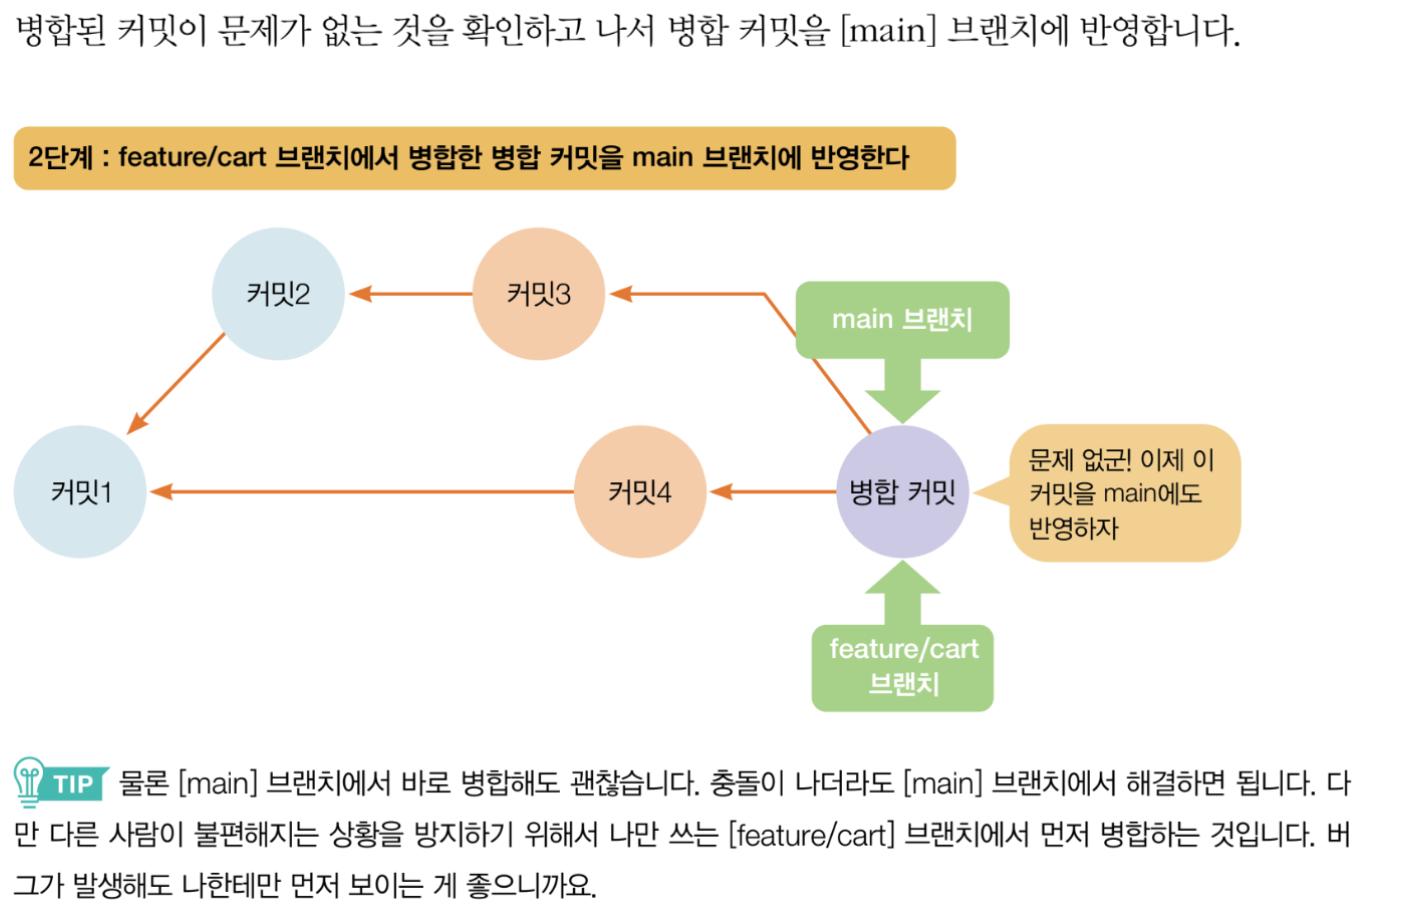 병합된 커밋이 문제가 없는 것을 확인하고 나서 병합 커밋을 [main] 브랜치에 반영합니다.
2단계 : feature/cart 브랜치에서 병합한 병합 커밋을 main 브랜치에 반영한다
커밋2
커밋3
main 브랜치
커밋1
커밋4
병합 커밋
문제 없군! 이제 이
커밋을 main에도
반영하자
feature/cart
브랜치
TIP 물론 [main] 브랜치에서 바로 병합해도 괜찮습니다. 충돌이 나더라도 [main] 브랜치에서 해결하면 됩니다. 다
만 다른 사람이 불편해지는 상황을 방지하기 위해서 나만 쓰는 [feature/cart] 브랜치에서 먼저 병합하는 것입니다. 버
그가 발생해도 나한테만 먼저 보이는 게 좋으니까요.